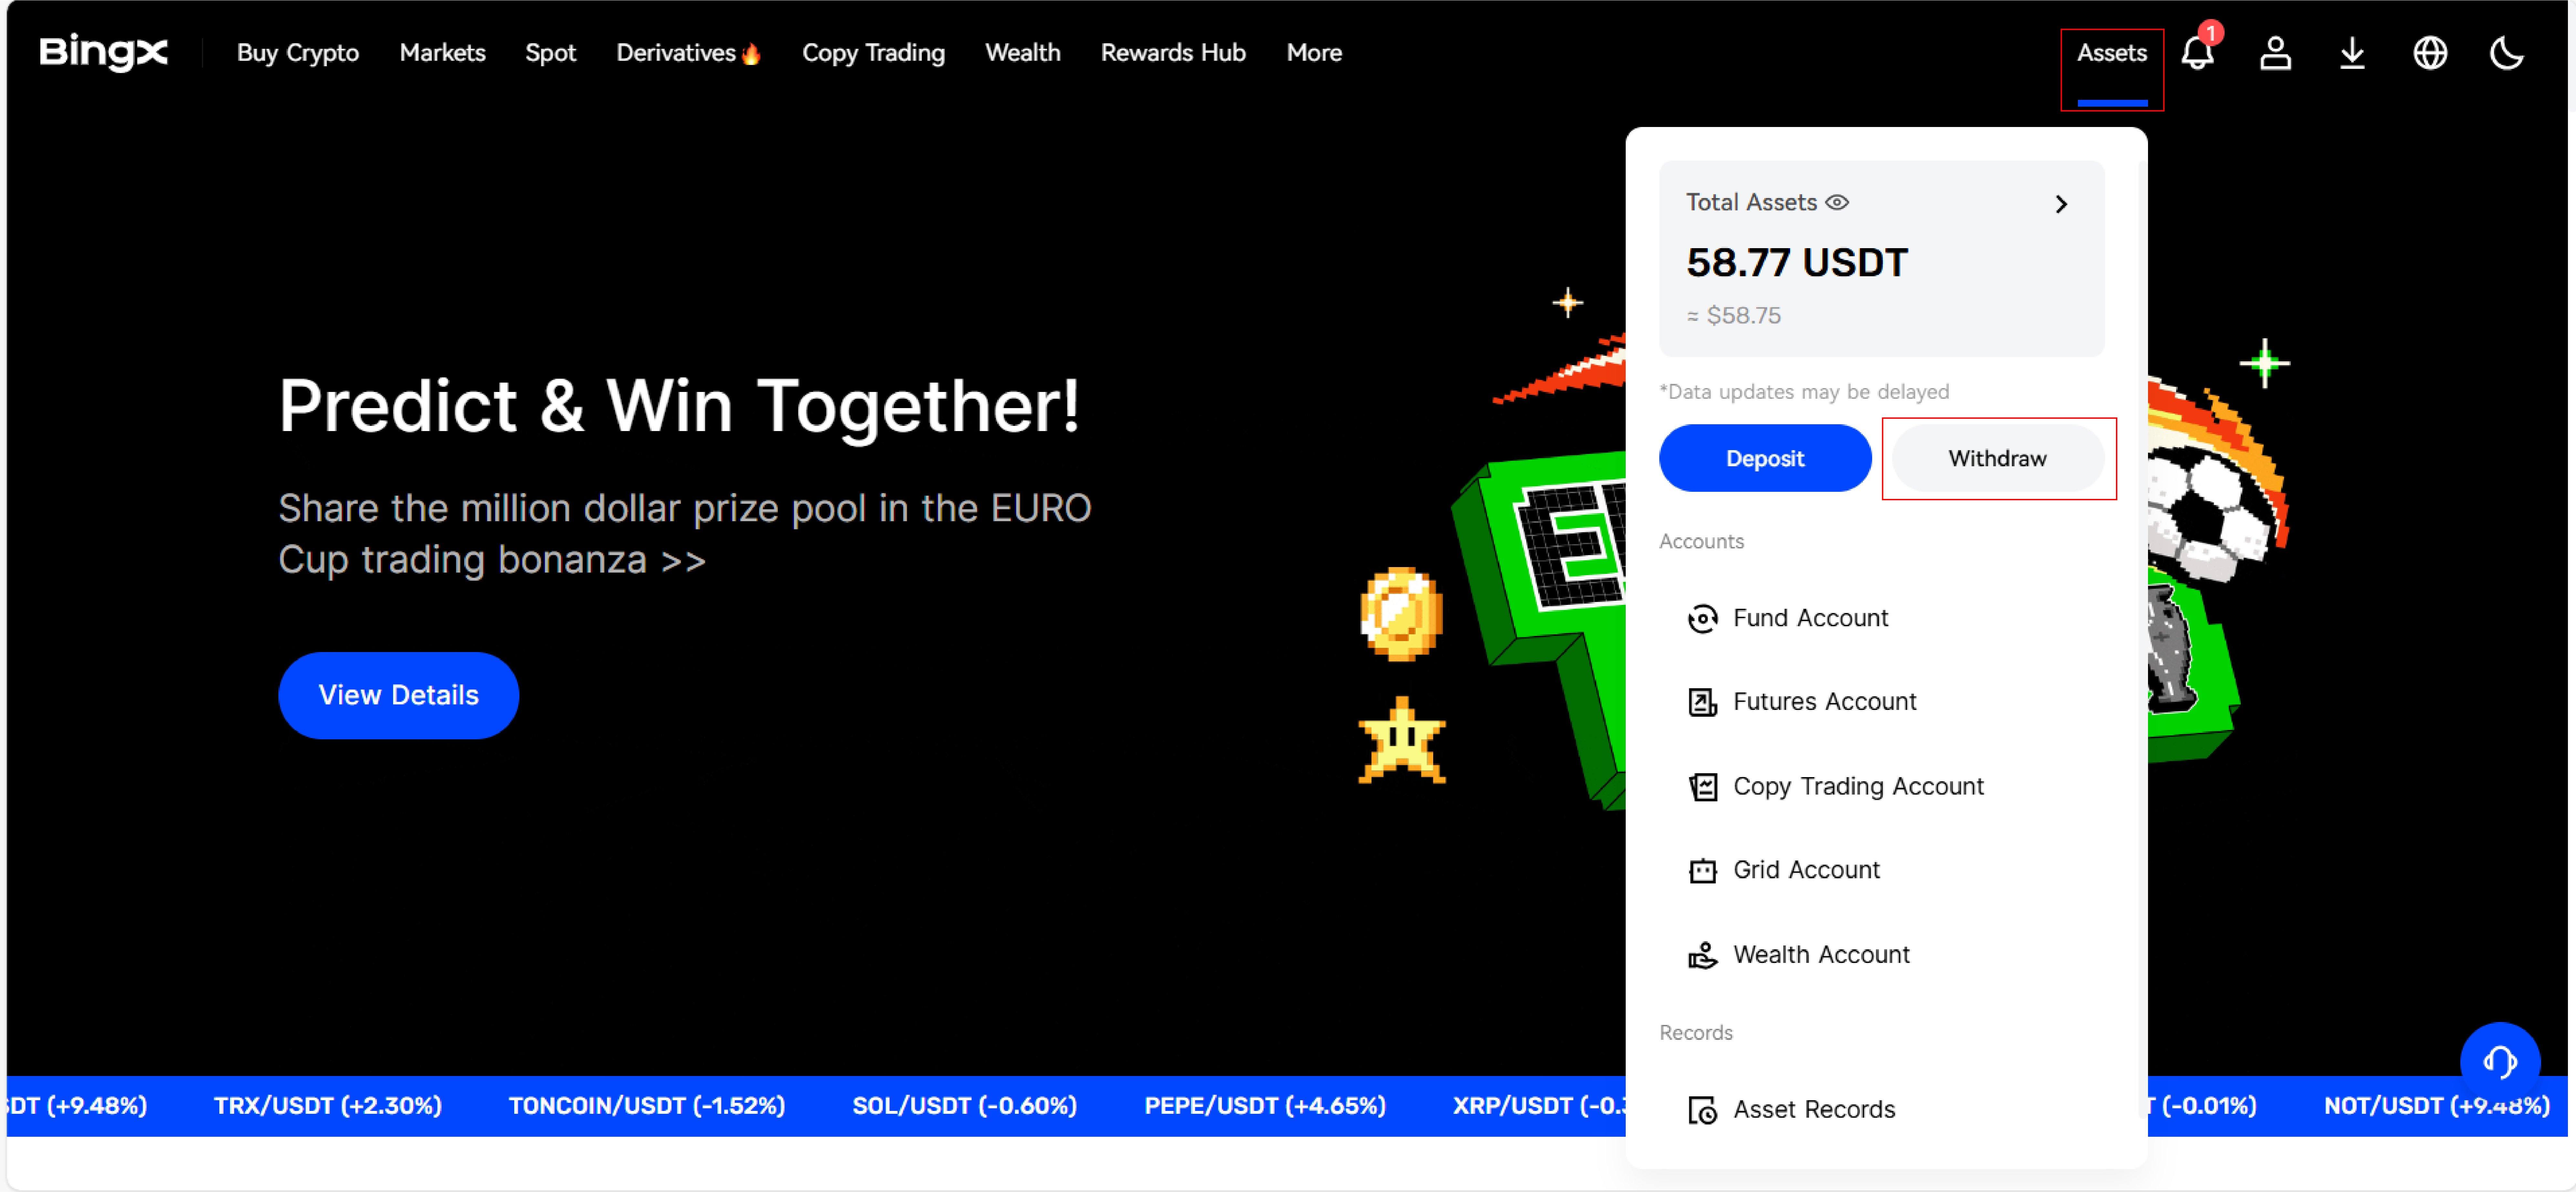 BingX
Buy Crypto
Markets
Spot
Derivatives
Copy Trading
Wealth
Rewards Hub
More
Assets
1
Total Assets
58.77 USDT
≈ $58.75
*Data updates may be delayed
Deposit
Withdraw
Accounts
Fund Account
Futures Account
Copy Trading Account
Grid Account
Wealth Account
Records
Asset Records
Predict & Win Together!
Share the million dollar prize pool in the EURO
Cup trading bonanza >>
View Details
DT (+9.48%)
TRX/USDT (+2.30%)
TONCOIN/USDT (-1.52%)
SOL/USDT (-0.60%)
PEPE/USDT (+4.65%)
XRP/USDT (-0.
(-0.01%)
NOT/USDT (+9.48%)